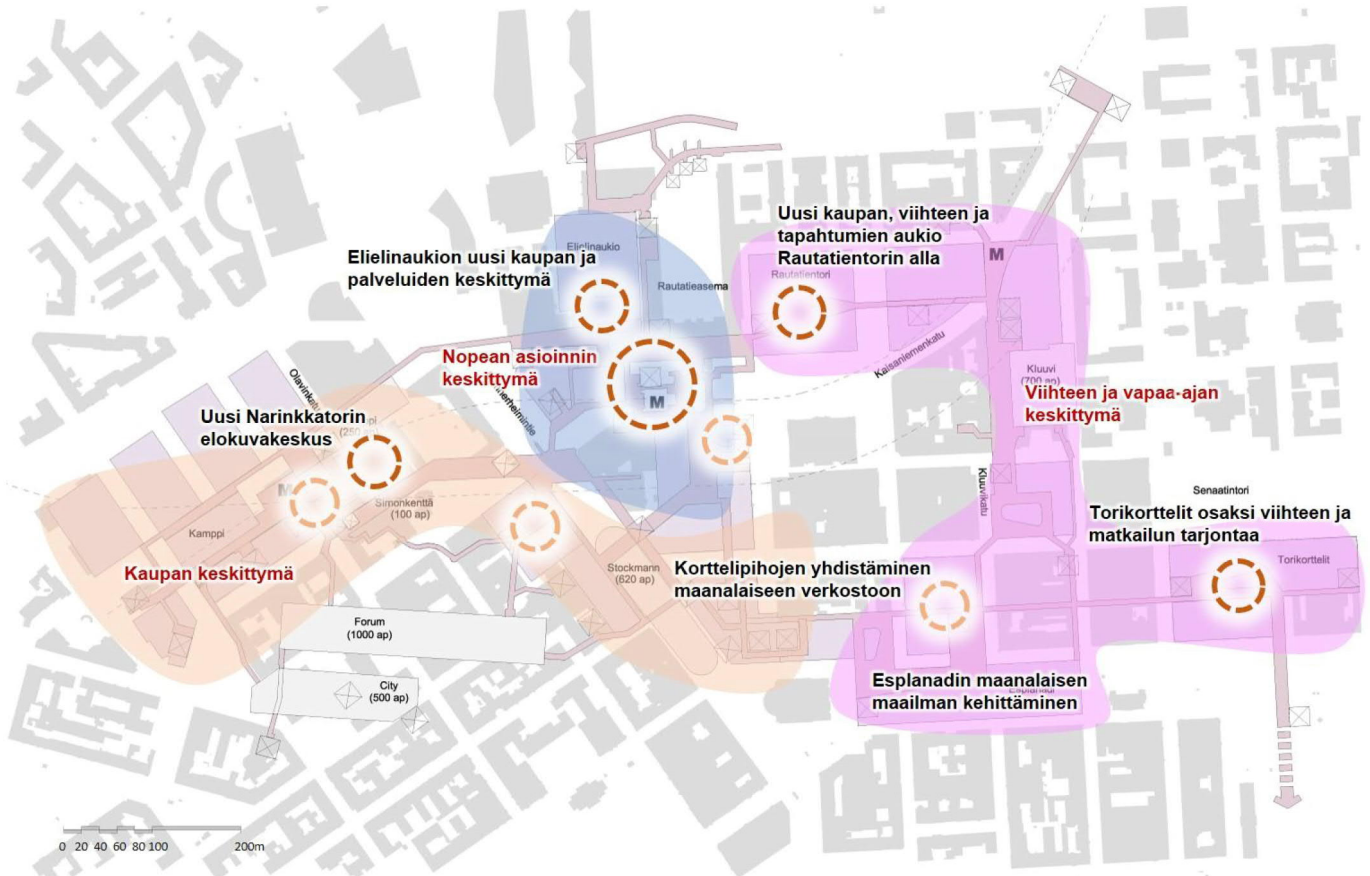 Uusi kaupan, viihteen ja
tapahtumien aukio
Rautatientorin alla
Elielinaukio
Elielinaukion uusi kaupan ja
palveluiden keskittymä
M
Rautatientori
Rautatieasema
Nopean asioinnin
keskittymä
Kaisaniemenkatu
Kluuvi
(700 ap)
Viihteen ja vapaa-ajan
keskittymä
M
Uusi Narinkkatorin
elokuvakeskus
M
Simonkenttä
(100 ap)
Kluuvikatu
Senaatintori
Torikorttelit osaksi viihteen ja
matkailun tarjontaa
Kamppi
Kaupan keskittymä
Stockmann
(620 ap)
Korttelipihojen yhdistäminen
maanalaiseen verkostoon
Torikorttelit
Forum
(1000 ap)
City
(500 ap)
Esplanadin maanalaisen
maailman kehittäminen
0 20 40 60 80 100 200m